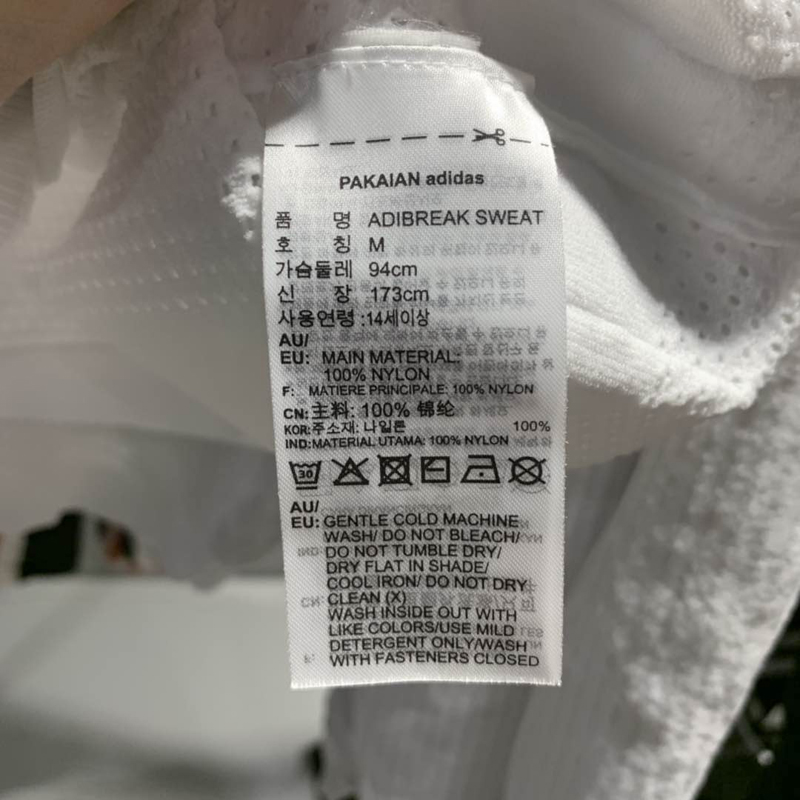 PAKAIAN adidas
품 명 ADIBREAK SWEAT
호 칭 M
가슴둘레 94cm
신 장 173cm
사용연령 :14세이상
AU/
EU: MAIN MATERIAL:
100% NYLON
F: MATIERE PRINCIPALE: 100% NYLON
CN: 主料: 100% 锦纶
KOR:주소재: 나일론 100%
IND:MATERIAL UTAMA: 100% NYLON
30
AU/
EU: GENTLE COLD MACHINE
WASH/ DO NOT BLEACH/
DO NOT TUMBLE DRY/
DRY FLAT IN SHADE/
COOL IRON/ DO NOT DRY
CLEAN (X)
WASH INSIDE OUT WITH
LIKE COLORS/USE MILD
DETERGENT ONLY/WASH
WITH FASTENERS CLOSED